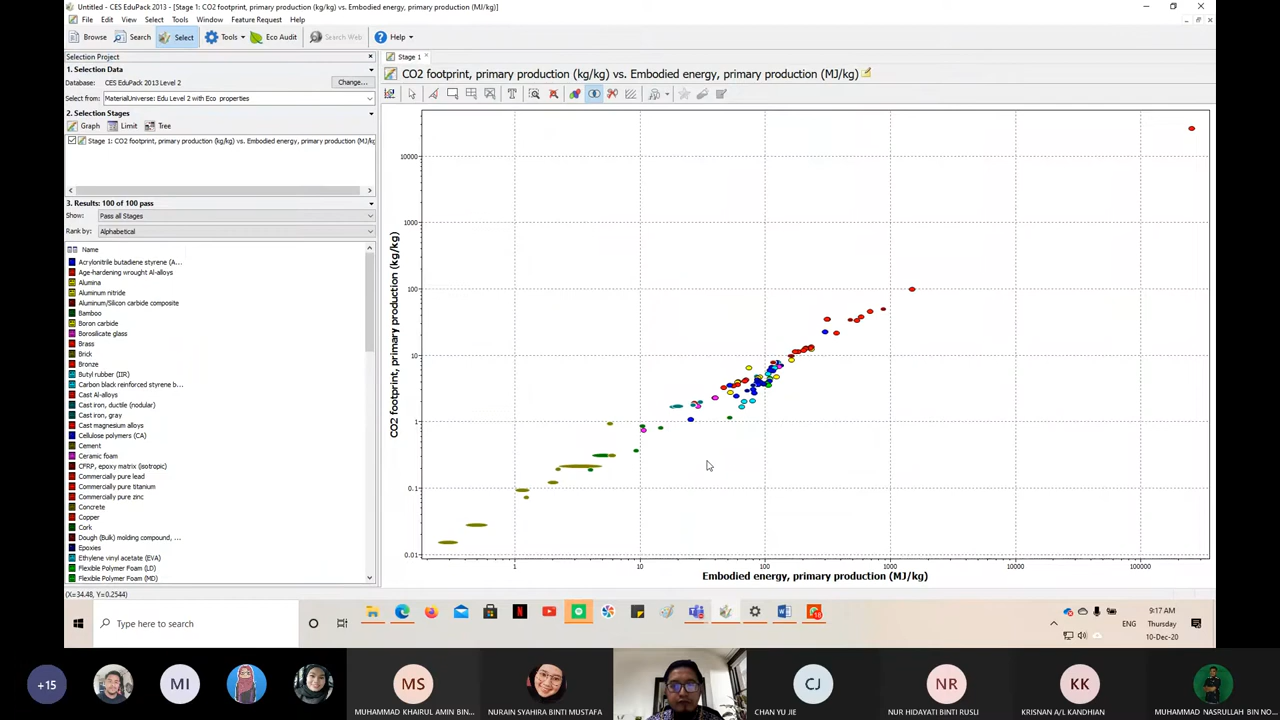 Untitled - CES EduPack 2013 - [Stage 1: CO2 footprint, primary production (kg/kg) vs. Embodied energy, primary production (MJ/kg)]
File Edit View Select Tools Window Feature Request Help
Browse Search Select Tools Eco Audit Search Web Help
Selection Project
1. Selection Data
Database: CES EduPack 2013 Level 2 Change...
Select from: MaterialUniverse: Edu Level 2 with Eco properties
2. Selection Stages
Graph Limit Tree
Stage 1: CO2 footprint, primary production (kg/kg) vs. Embodied energy, primary production (MJ/kg
3. Results: 100 of 100 pass
Show: Pass all Stages
Rank by: Alphabetical
Name
Acrylonitrile butadiene styrene (A...
Age-hardening wrought Al-alloys
Alumina
Aluminum nitride
Aluminum/Silicon carbide composite
Bamboo
Boron carbide
Borosilicate glass
Brass
Brick
Bronze
Butyl rubber (IIR)
Carbon black reinforced styrene b...
Cast Al-alloys
Cast iron, ductile (nodular)
Cast iron, gray
Cast magnesium alloys
Cellulose polymers (CA)
Cement
Ceramic foam
CFRP, epoxy matrix (isotropic)
Commercially pure lead
Commercially pure titanium
Commercially pure zinc
Concrete
Copper
Cork
Dough (Bulk) molding compound, ...
Epoxies
Ethylene vinyl acetate (EVA)
Flexible Polymer Foam (LD)
Flexible Polymer Foam (MD)
(X=34.48, Y=0.2544)
Stage 1
CO2 footprint, primary production (kg/kg) vs. Embodied energy, primary production (MJ/kg)
CO2 footprint, primary production (kg/kg)
10000
1000
100
10
1
0.1
0.01
1 10 100 1000 10000 100000
Embodied energy, primary production (MJ/kg)
Type here to search
ENG
9:17 AM
Thursday
10-Dec-20
+15
MI
MS
MUHAMMAD KHAIRUL AMIN BIN...
NURAIN SYAHIRA BINTI MUSTAFA
CJ
CHAN YU JIE
NR
NUR HIDAYATI BINTI RUSLI
KK
KRISNAN A/L KANDHIAN
MUHAMMAD NASRULLAH BIN NO...